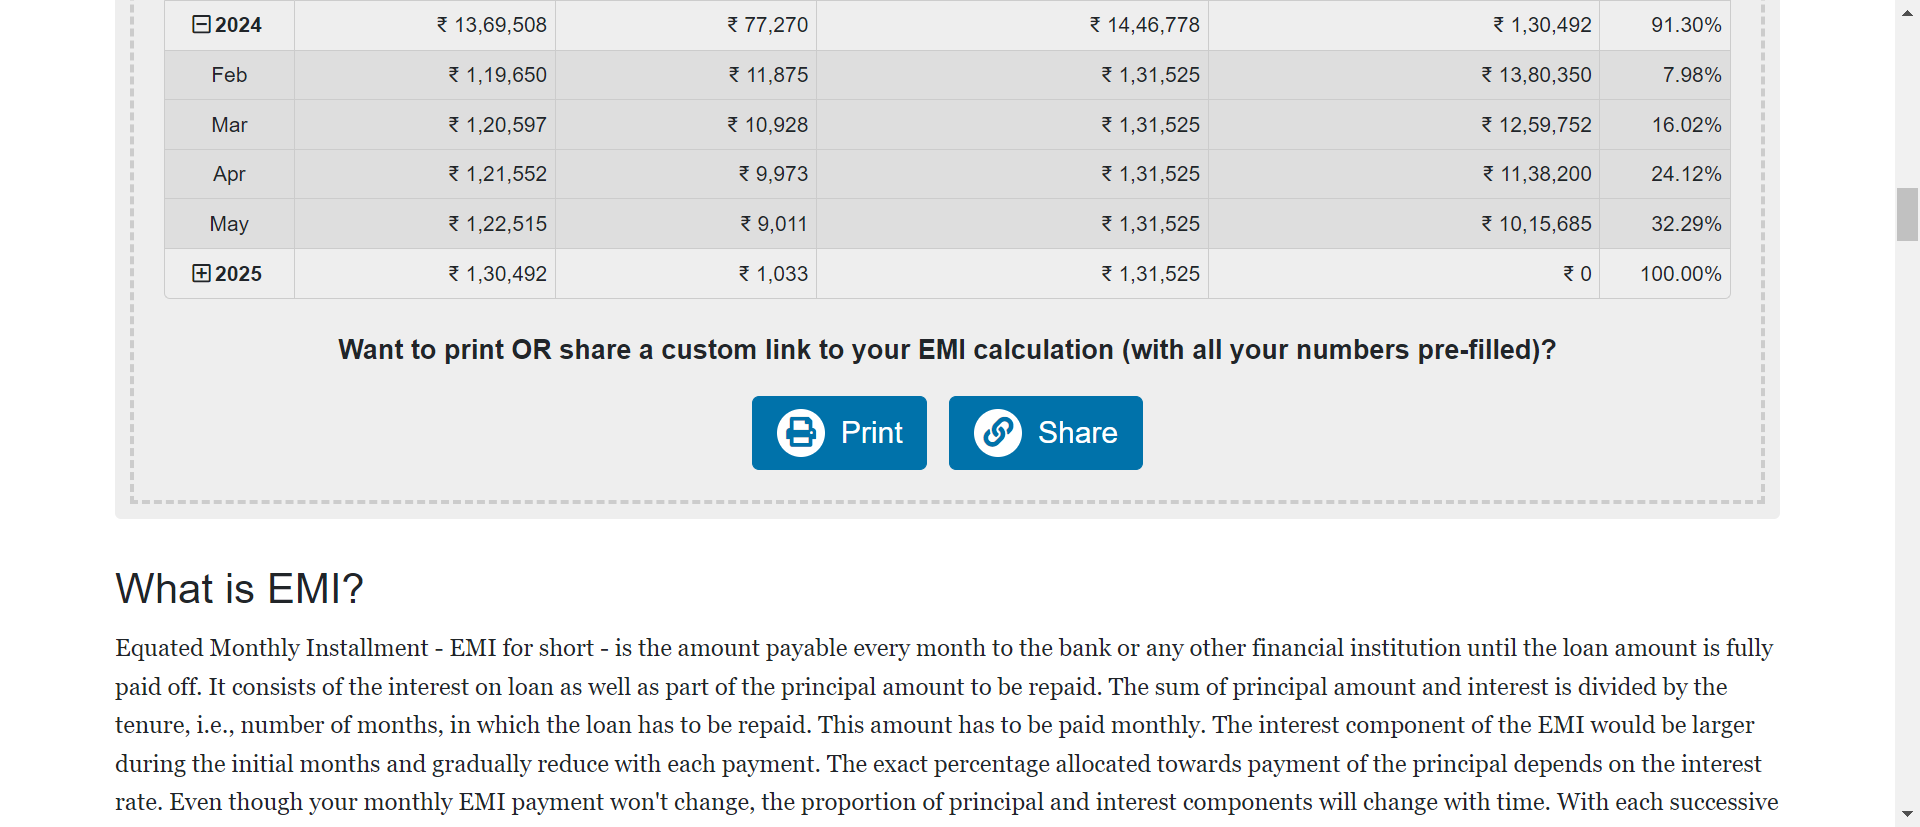 2024 ₹ 13,69,508 ₹ 77,270 ₹ 14,46,778 ₹ 1,30,492 91.30%
Feb ₹ 1,19,650 ₹ 11,875 ₹ 1,31,525 ₹ 13,80,350 7.98%
Mar ₹ 1,20,597 ₹ 10,928 ₹ 1,31,525 ₹ 12,59,752 16.02%
Apr ₹ 1,21,552 ₹ 9,973 ₹ 1,31,525 ₹ 11,38,200 24.12%
May ₹ 1,22,515 ₹ 9,011 ₹ 1,31,525 ₹ 10,15,685 32.29%
2025 ₹ 1,30,492 ₹ 1,033 ₹ 1,31,525 ₹ 0 100.00%
Want to print OR share a custom link to your EMI calculation (with all your numbers pre-filled)?
Print Share
What is EMI?
Equated Monthly Installment - EMI for short - is the amount payable every month to the bank or any other financial institution until the loan amount is fully
paid off. It consists of the interest on loan as well as part of the principal amount to be repaid. The sum of principal amount and interest is divided by the
tenure, i.e., number of months, in which the loan has to be repaid. This amount has to be paid monthly. The interest component of the EMI would be larger
during the initial months and gradually reduce with each payment. The exact percentage allocated towards payment of the principal depends on the interest
rate. Even though your monthly EMI payment won't change, the proportion of principal and interest components will change with time. With each successive